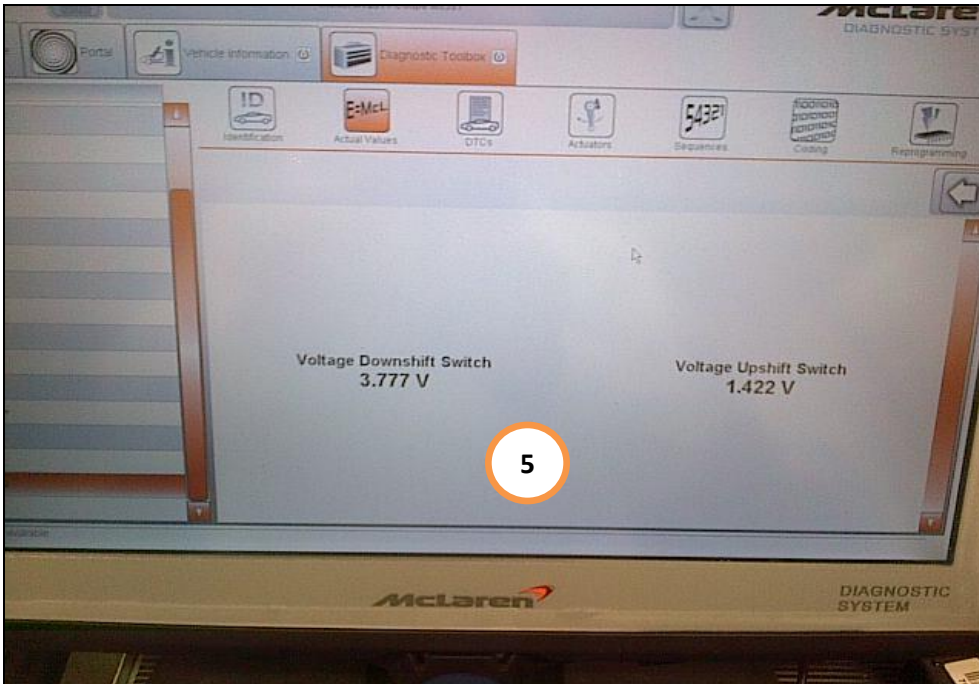 McLaren
DIAGNOSTIC SYST
Portal
Vehicle Information
Diagnostic Toolbox
ID
E=McL
54321
Identification
Actual Values
DTCs
Actuators
Sequences
Coding
Reprogramming
Voltage Downshift Switch
3.777 V
Voltage Upshift Switch
1.422 V
5
McLaren
DIAGNOSTIC
SYSTEM